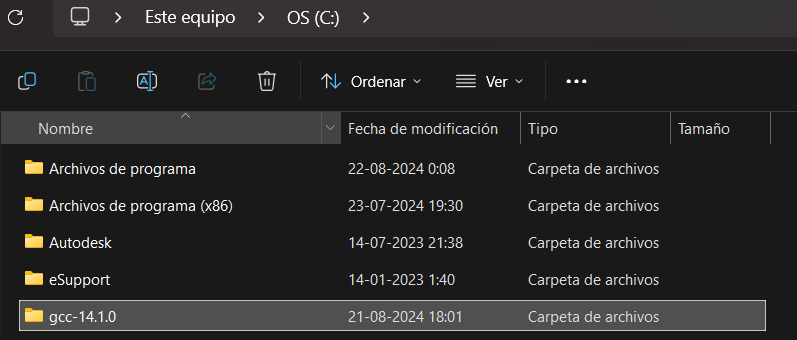 Este equipo > OS (C:) >
Ordenar Ver
Nombre Fecha de modificación Tipo Tamaño
Archivos de programa 22-08-2024 0:08 Carpeta de archivos
Archivos de programa (x86) 23-07-2024 19:30 Carpeta de archivos
Autodesk 14-07-2023 21:38 Carpeta de archivos
eSupport 14-01-2023 1:40 Carpeta de archivos
gcc-14.1.0 21-08-2024 18:01 Carpeta de archivos